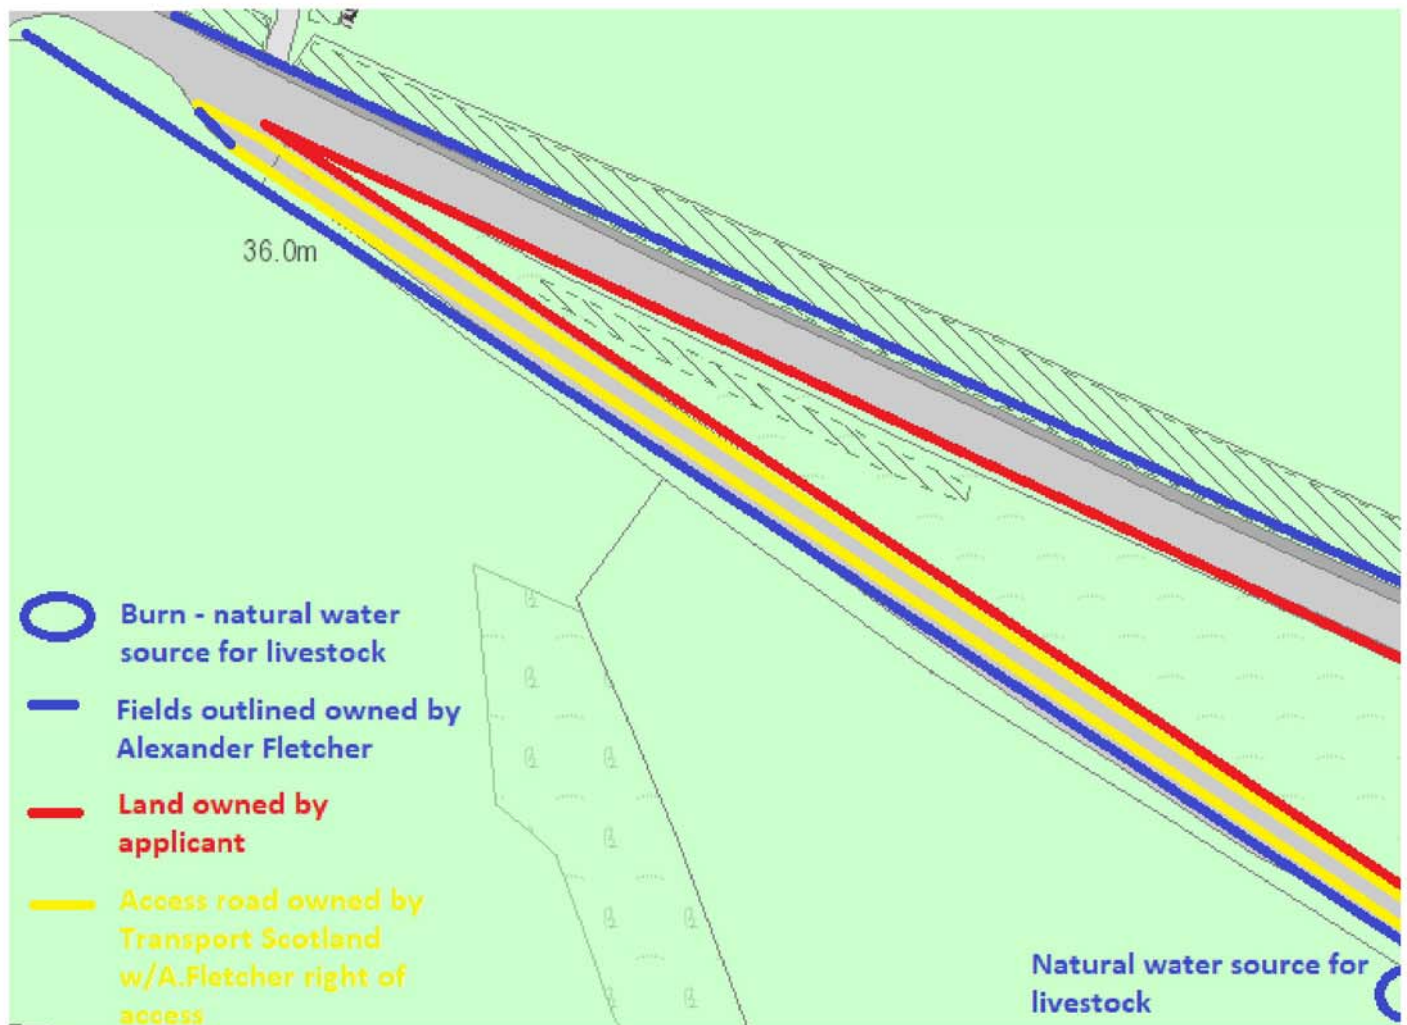 36.0m
Burn - natural water
source for livestock
Fields outlined owned by
Alexander Fletcher
Land owned by
applicant
Access road owned by
Transport Scotland
w/A.Fletcher right of
access
Natural water source for
livestock